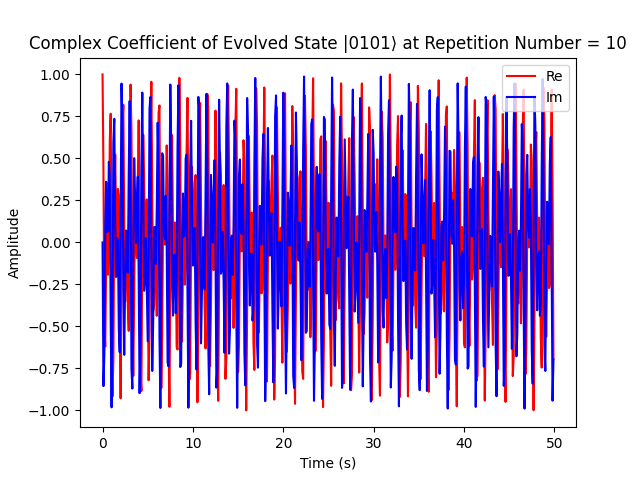 Complex Coefficient of Evolved State |0101⟩ at Repetition Number = 10
Re
Im
1.00
0.75
0.50
0.25
0.00
−0.25
−0.50
−0.75
−1.00
Amplitude
0 10 20 30 40 50
Time (s)